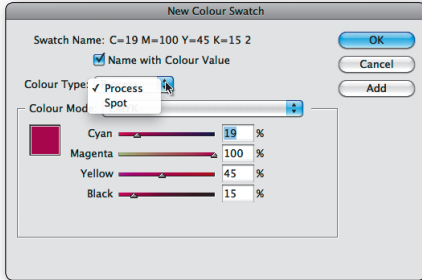 New Colour Swatch
Swatch Name: C=19 M=100 Y=45 K=15 2
OK
Name with Colour Value
Cancel
Colour Type:
Process
Add
Spot
Colour Mod
Cyan 19 %
Magenta 100 %
Yellow 45 %
Black 15 %